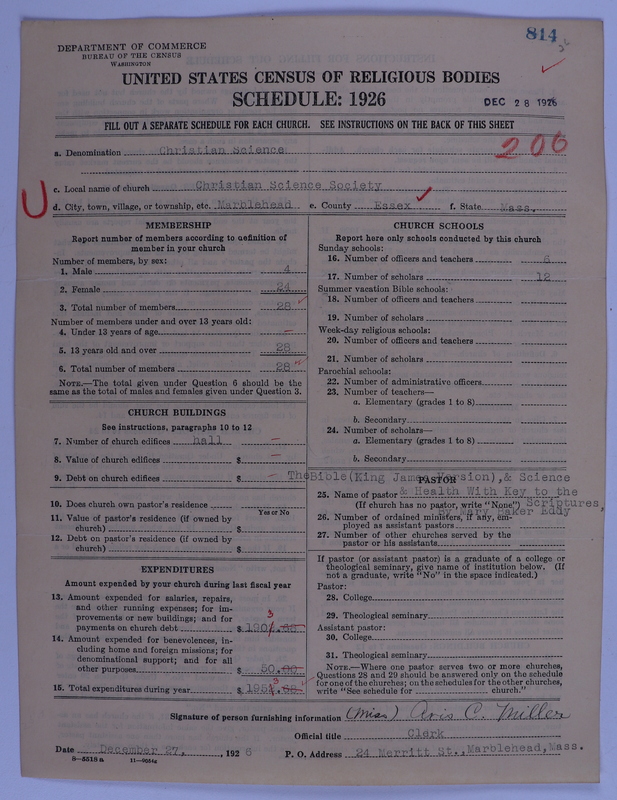 814
DEPARTMENT OF COMMERCE
BUREAU OF THE CENSUS
WASHINGTON
UNITED STATES CENSUS OF RELIGIOUS BODIES
SCHEDULE: 1926
DEC 28 1926
FILL OUT A SEPARATE SCHEDULE FOR EACH CHURCH. SEE INSTRUCTIONS ON THE BACK OF THIS SHEET
206
a. Denomination Christian Science
c. Local name of church Christian Science Society
U
d. City, town, village, or township, etc. Marblehead e. County Essex f. State Mass.
MEMBERSHIP
Report number of members according to definition of
member in your church
Number of members, by sex:
1. Male 4
2. Female 24
3. Total number of members 28
Number of members under and over 13 years old:
4. Under 13 years of age —
5. 13 years old and over 28
6. Total number of members 28
NOTE.—The total given under Question 6 should be the
same as the total of males and females given under Question 3.
CHURCH BUILDINGS
See instructions, paragraphs 10 to 12
7. Number of church edifices hall —
8. Value of church edifices $ —
9. Debt on church edifices $ —
10. Does church own pastor's residence
Yes or No
11. Value of pastor's residence (if owned by
church) $
12. Debt on pastor's residence (if owned by
church) $
EXPENDITURES
Amount expended by your church during last fiscal year
13. Amount expended for salaries, repairs,
and other running expenses; for im-
provements or new buildings; and for
payments on church debt $
14. Amount expended for benevolences, in-
cluding home and foreign missions; for
denominational support; and for all
other purposes $ 50.00
15. Total expenditures during year $
CHURCH SCHOOLS
Report here only schools conducted by this church
Sunday schools:
16. Number of officers and teachers 6
17. Number of scholars 12
Summer vacation Bible schools:
18. Number of officers and teachers
19. Number of scholars
Week-day religious schools:
20. Number of officers and teachers
21. Number of scholars
Parochial schools:
22. Number of administrative officers
23. Number of teachers—
a. Elementary (grades 1 to 8)
b. Secondary
24. Number of scholars—
a. Elementary (grades 1 to 8)
b. Secondary
The Bible (King James Version), & Science
PASTOR
25. Name of pastor & Health With Key to the
Scriptures,
(If church has no pastor, write "None")
By Mary Baker Eddy
26. Number of ordained ministers, if any, em-
ployed as assistant pastors
27. Number of other churches served by the
pastor or his assistants
If pastor (or assistant pastor) is a graduate of a college or
theological seminary, give name of institution below. (If
not a graduate, write "No" in the space indicated.)
Pastor:
28. College
29. Theological seminary
Assistant pastor:
30. College
31. Theological seminary
NOTE.—Where one pastor serves two or more churches,
Questions 28 and 29 should be answered only on the schedule
for one of the churches; on the schedules for the other churches,
write "See schedule for church."
Signature of person furnishing information (Miss) Avis C. Miller
Official title Clerk
Date December 27, 1926 P. O. Address 24 Merritt St., Marblehead, Mass.
8—5518 a 11—9034c